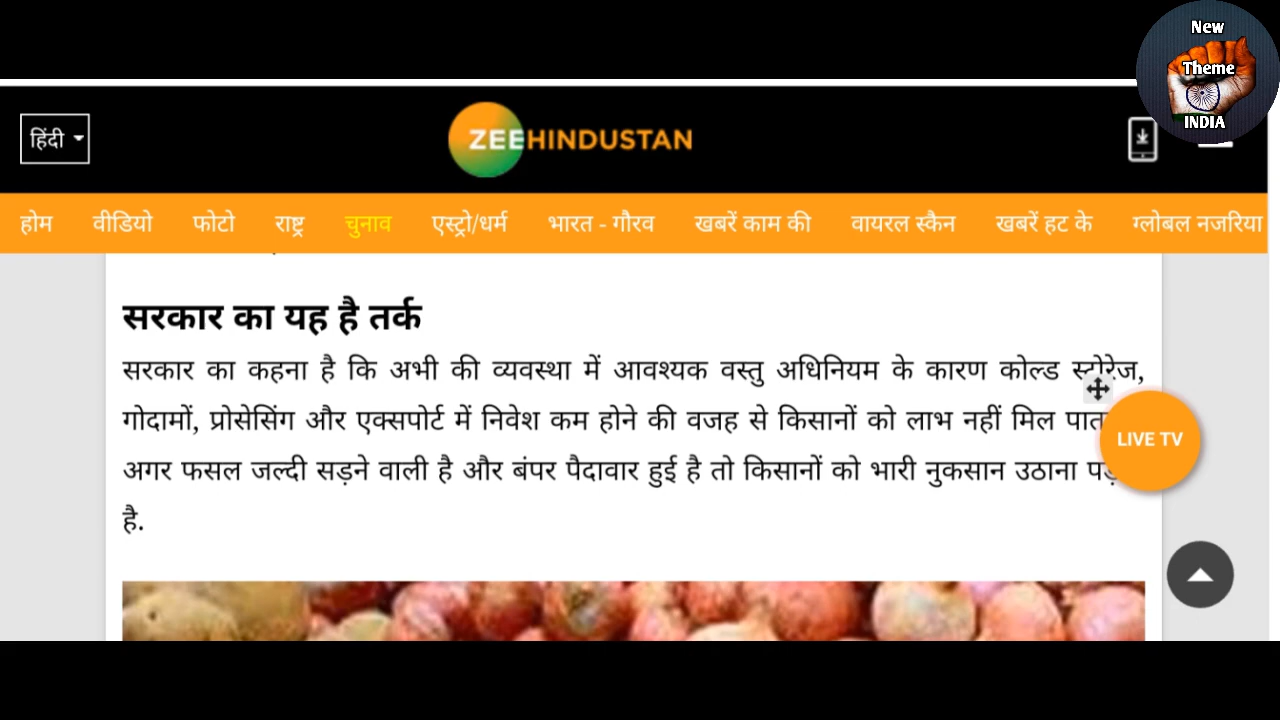 New
Theme
INDIA
हिंदी
ZEEHINDUSTAN
होम वीडियो फोटो राष्ट्र चुनाव एस्ट्रो/धर्म भारत - गौरव खबरें काम की वायरल स्कैन खबरें हट के ग्लोबल नजरिया
सरकार का यह है तर्क
सरकार का कहना है कि अभी की व्यवस्था में आवश्यक वस्तु अधिनियम के कारण कोल्ड स्टोरेज,
गोदामों, प्रोसेसिंग और एक्सपोर्ट में निवेश कम होने की वजह से किसानों को लाभ नहीं मिल
LIVE TV
अगर फसल जल्दी सड़ने वाली है और बंपर पैदावार हुई है तो किसानों को भारी नुकसान उठाना
है.